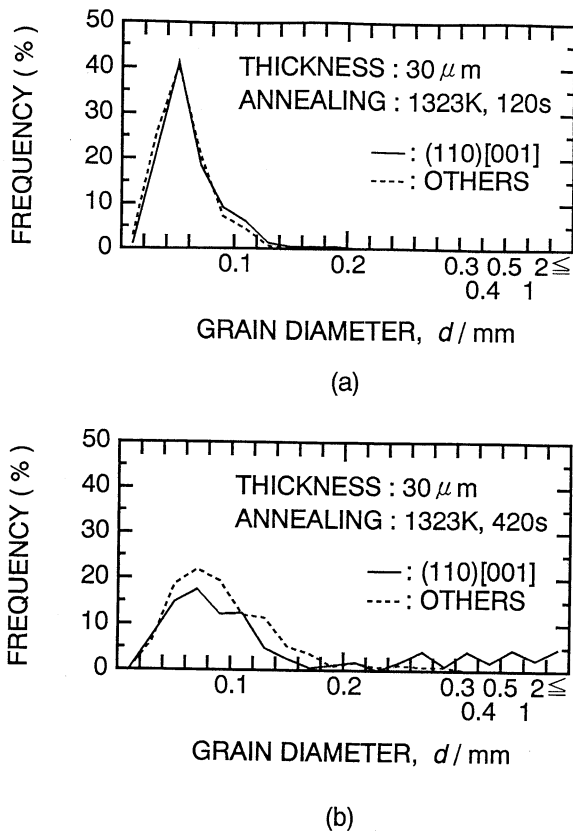 50
40
30
20
10
0
FREQUENCY ( % )
THICKNESS : 30 μm
ANNEALING : 1323K, 120s
— : (110)[001]
----- : OTHERS
0.1 0.2 0.3 0.5 2 ≦
0.4 1
GRAIN DIAMETER, d / mm
(a)
50
40
30
20
10
0
FREQUENCY ( % )
THICKNESS : 30 μm
ANNEALING : 1323K, 420s
— : (110)[001]
----- : OTHERS
0.1 0.2 0.3 0.5 2 ≦
0.4 1
GRAIN DIAMETER, d / mm
(b)